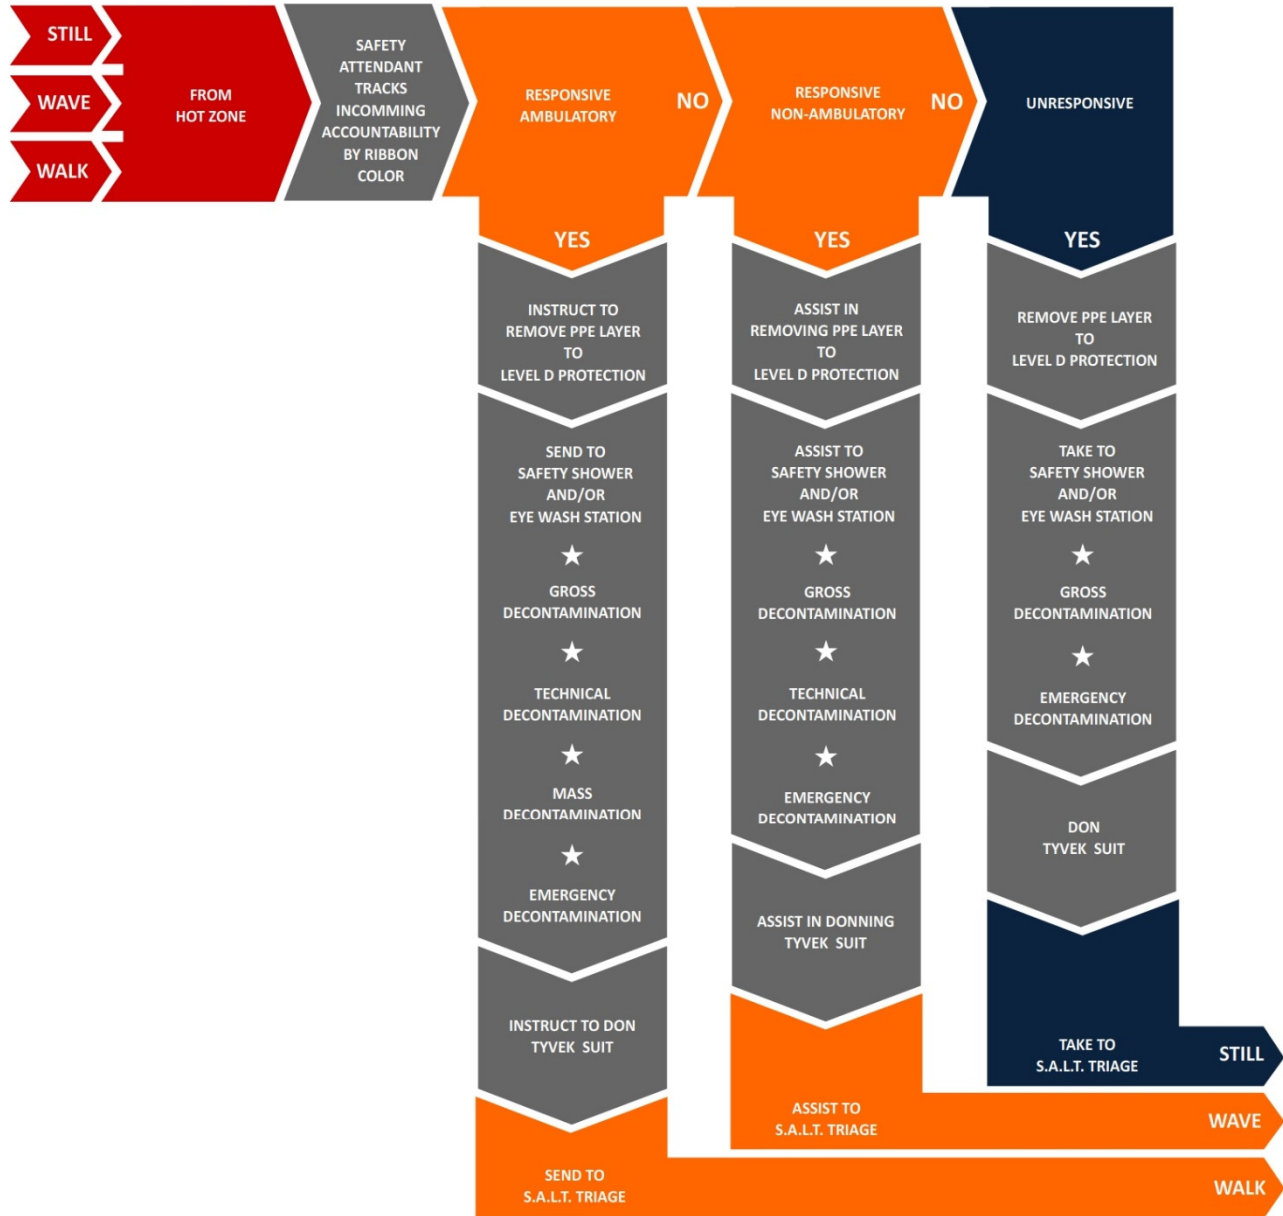 STILL
WAVE
WALK
FROM
HOT ZONE
SAFETY
ATTENDANT
TRACKS
INCOMMING
ACCOUNTABILITY
BY RIBBON
COLOR
RESPONSIVE
AMBULATORY
NO
RESPONSIVE
NON-AMBULATORY
NO
UNRESPONSIVE
YES
INSTRUCT TO
REMOVE PPE LAYER
TO
LEVEL D PROTECTION
SEND TO
SAFETY SHOWER
AND/OR
EYE WASH STATION
GROSS
DECONTAMINATION
TECHNICAL
DECONTAMINATION
MASS
DECONTAMINATION
EMERGENCY
DECONTAMINATION
INSTRUCT TO DON
TYVEK SUIT
SEND TO
S.A.L.T. TRIAGE
WALK
YES
ASSIST IN
REMOVING PPE LAYER
TO
LEVEL D PROTECTION
ASSIST TO
SAFETY SHOWER
AND/OR
EYE WASH STATION
GROSS
DECONTAMINATION
TECHNICAL
DECONTAMINATION
EMERGENCY
DECONTAMINATION
ASSIST IN DONNING
TYVEK SUIT
ASSIST TO
S.A.L.T. TRIAGE
WAVE
YES
REMOVE PPE LAYER
TO
LEVEL D PROTECTION
TAKE TO
SAFETY SHOWER
AND/OR
EYE WASH STATION
GROSS
DECONTAMINATION
EMERGENCY
DECONTAMINATION
DON
TYVEK SUIT
TAKE TO
S.A.L.T. TRIAGE
STILL